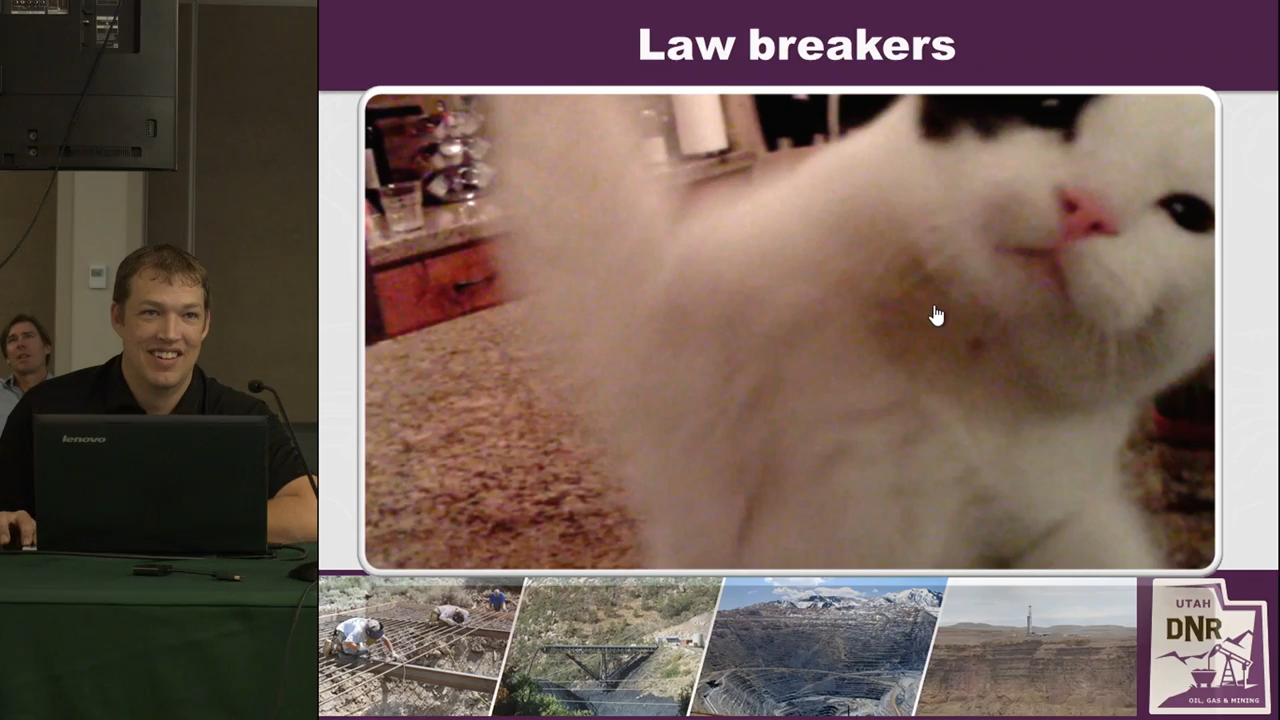 Law breakers
lenovo
UTAH
DNR
OIL, GAS & MINING